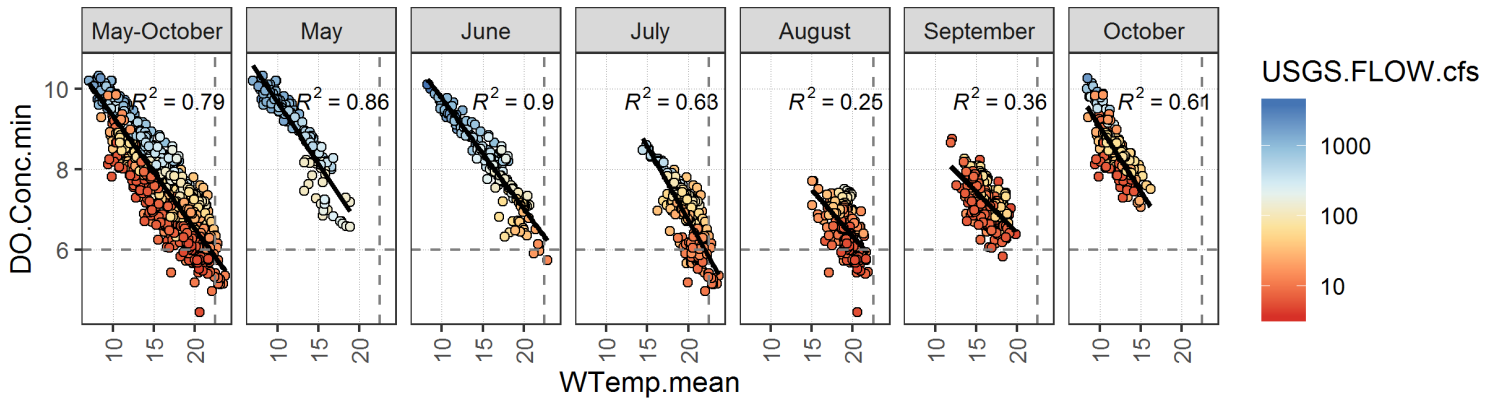 May-October May June July August September October
USGS.FLOW.cfs
1000
100
10
DO.Conc.min
10
8
6
R² = 0.79 R² = 0.86 R² = 0.9 R² = 0.63 R² = 0.25 R² = 0.36 R² = 0.61
10 15 20 10 15 20 10 15 20 10 15 20 10 15 20 10 15 20 10 15 20
WTemp.mean